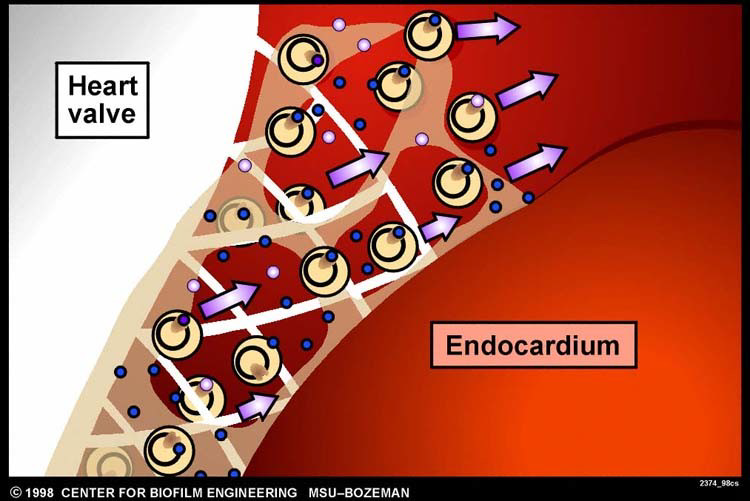 Heart
valve
Endocardium
2374_98cs
© 1998 CENTER FOR BIOFILM ENGINEERING MSU–BOZEMAN